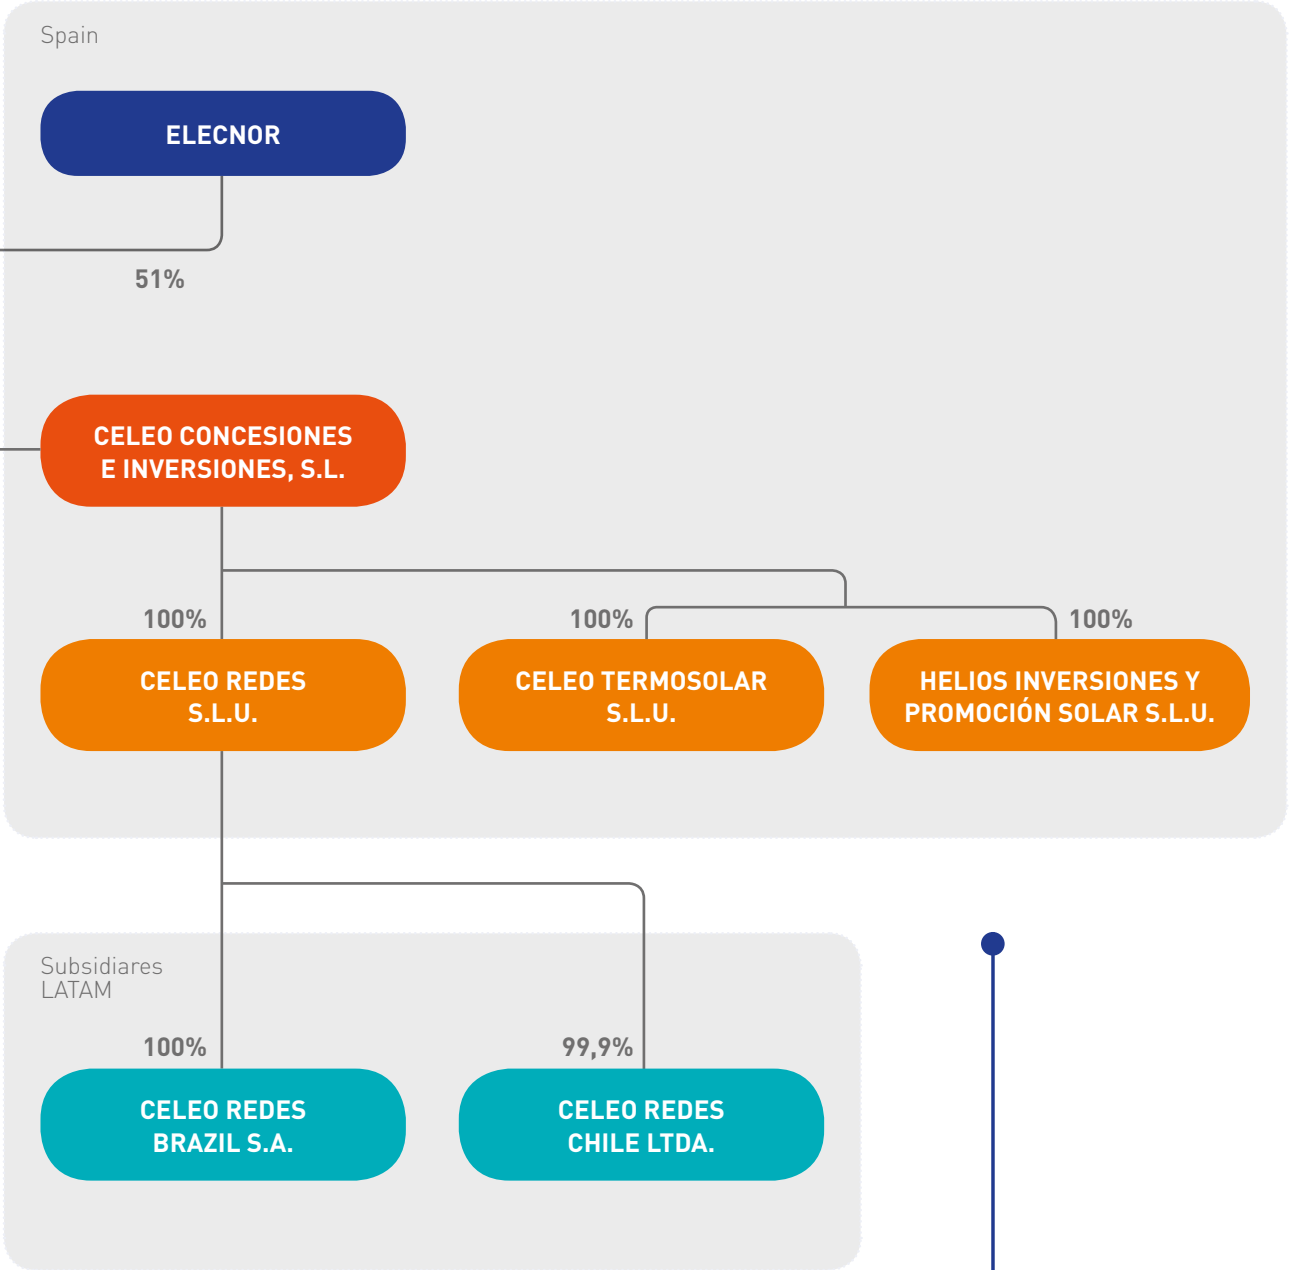 Spain
ELECNOR
51%
CELEO CONCESIONES
E INVERSIONES, S.L.
100%
100%
100%
CELEO REDES
S.L.U.
CELEO TERMOSOLAR
S.L.U.
HELIOS INVERSIONES Y
PROMOCIÓN SOLAR S.L.U.
Subsidiares
LATAM
100%
99,9%
CELEO REDES
BRAZIL S.A.
CELEO REDES
CHILE LTDA.